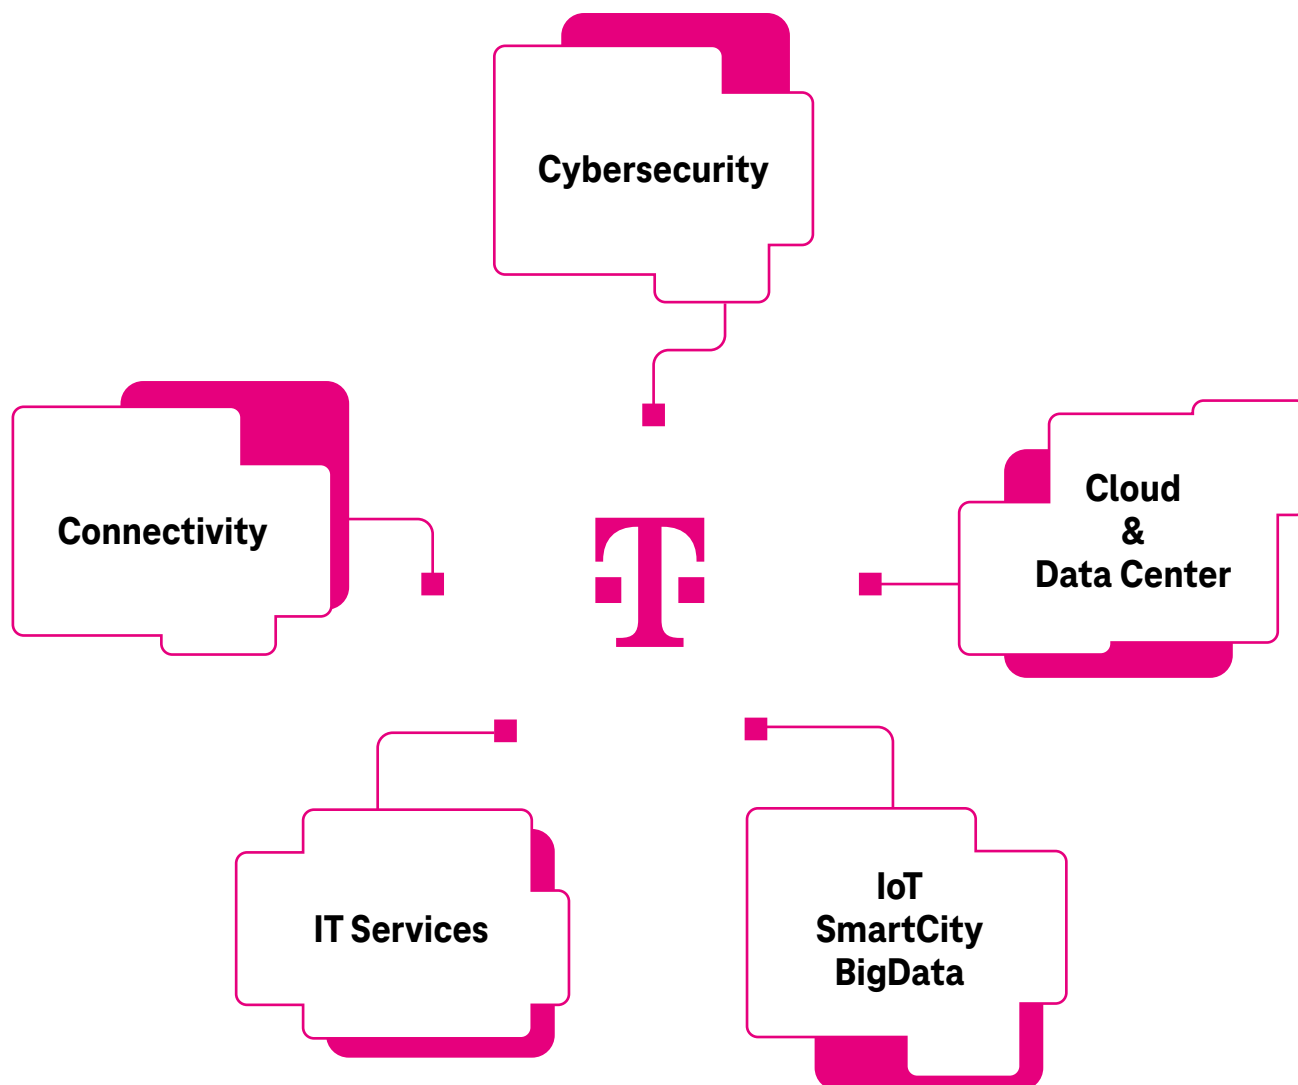 Cybersecurity
Connectivity
T
Cloud
&
Data Center
IT Services
IoT
SmartCity
BigData